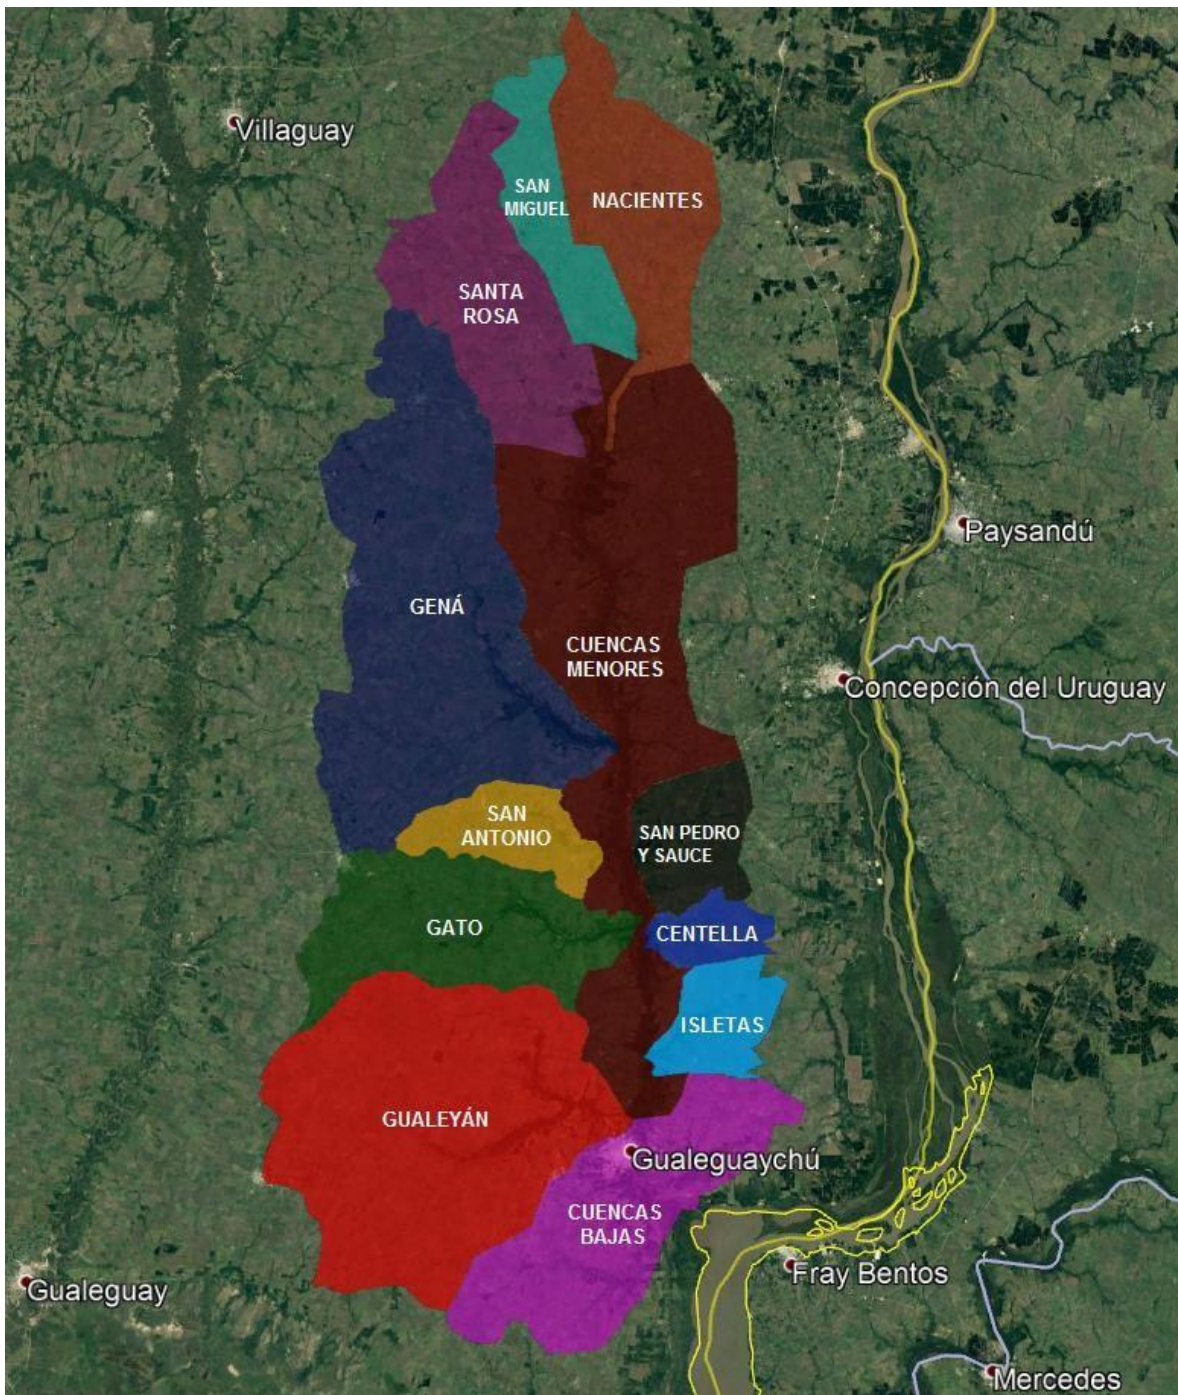 Villaguay
SAN
MIGUEL
NACIENTES
SANTA
ROSA
Paysandú
GENÁ
CUENCAS
MENORES
Concepción del Uruguay
SAN
ANTONIO
SAN PEDRO
Y SAUCE
GATO
CENTELLA
ISLETAS
GUALEYÁN
Gualeguaychú
CUENCAS
BAJAS
Fray Bentos
Gualeguay
Mercedes